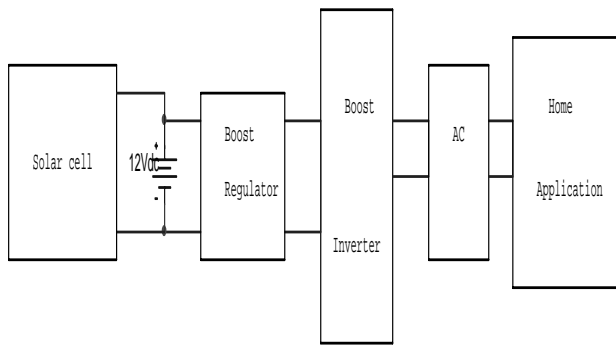 Solar cell
+
12Vdc
-
Boost
Regulator
Boost
Inverter
AC
Home
Application